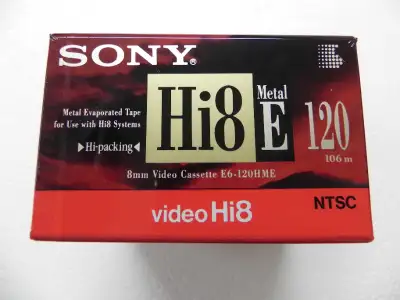 SONY®
Metal Evaporated Tape
for Use with Hi8 Systems
▶Hi-packing◀
Hi8
Metal
E
120
106 m
8mm Video Cassette E6-120HME
video Hi8
NTSC